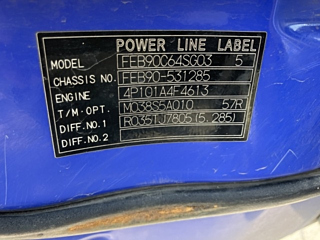 POWER LINE LABEL
MODEL FEB90C64SG03 5
CHASSIS NO. FEB90-531285
ENGINE 4P101A4F4613
T/M·OPT. M038S5A010 57R
DIFF.NO.1 R035TJ7805(5.285)
DIFF.NO.2